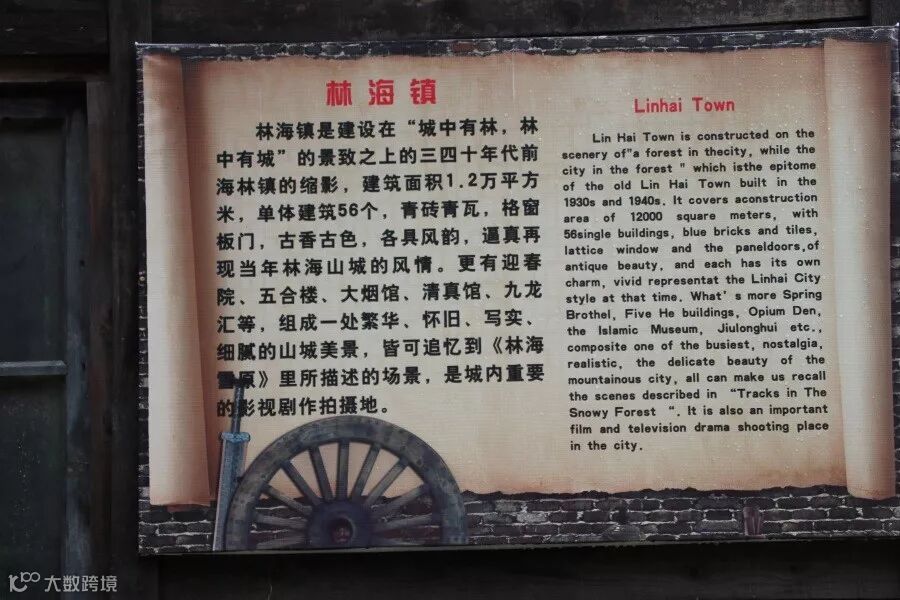 林海镇
林海镇是建设在“城中有林，林
中有城”的景致之上的三四十年代前
海林镇的缩影，建筑面积1.2万平方
米，单体建筑56个，青砖青瓦，格窗
板门，古香古色，各具风韵，逼真再
现当年林海山城的风情。更有迎春
院、五合楼、大烟馆、清真馆、九龙
汇等，组成一处繁华、怀旧、写实、
细腻的山城美景，皆可追忆到《林海
雪原》里所描述的场景，是城内重要
的影视剧作拍摄地。
Linhai Town
Lin Hai Town is constructed on the
scenery of"a forest in thecity, while the
city in the forest " which isthe epitome
of the old Lin Hai Town built in the
1930s and 1940s. It covers aconstruction
area of 12000 square meters, with
56single buildings, blue bricks and tiles,
lattice window and the paneldoors,of
antique beauty, and each has its own
charm, vivid representat the Linhai City
style at that time. What's more Spring
Brothel, Five He buildings, Opium Den,
the Islamic Museum, Jiulonghui etc.,
composite one of the busiest, nostalgia,
realistic, the delicate beauty of the
mountainous city, all can make us recall
the scenes described in “Tracks in The
Snowy Forest “. It is also an important
film and television drama shooting place
in the city.
大数跨境